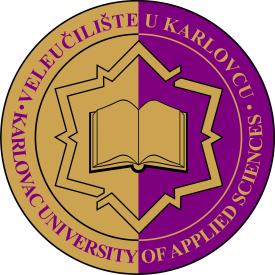 VELEUČILIŠTE U KARLOVCU
KARLOVAC UNIVERSITY OF APPLIED SCIENCES